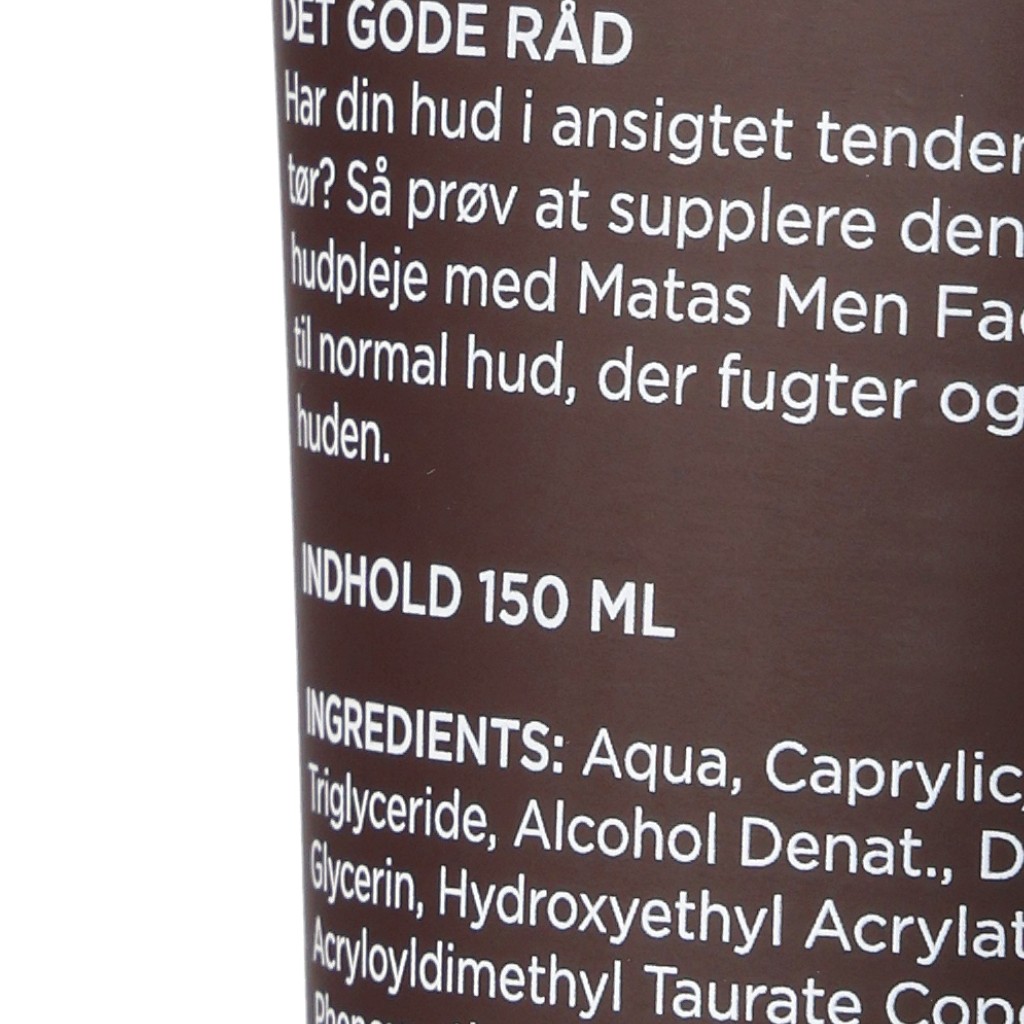 DET GODE RÅD
Har din hud i ansigtet tender
tør? Så prøv at supplere den
hudpleje med Matas Men Fac
til normal hud, der fugter og
huden.
INDHOLD 150 ML
INGREDIENTS: Aqua, Caprylic
Triglyceride, Alcohol Denat., D
Glycerin, Hydroxyethyl Acrylat
Acryloyldimethyl Taurate Cop